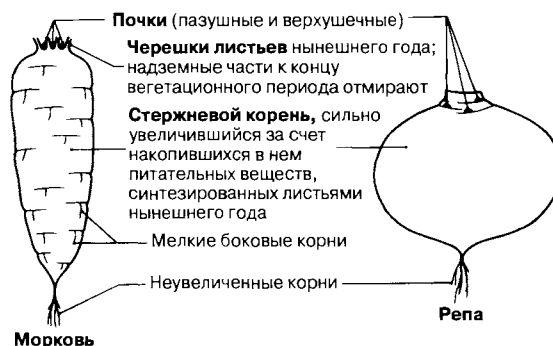 Почки (пазушные и верхушечные)
Черешки листьев нынешнего года;
надземные части к концу
вегетационного периода отмирают
Стержневой корень, сильно
увеличившийся за счет
накопившихся в нем
питательных веществ,
синтезированных листьями
нынешнего года
Мелкие боковые корни
Неувеличенные корни
Морковь
Репа